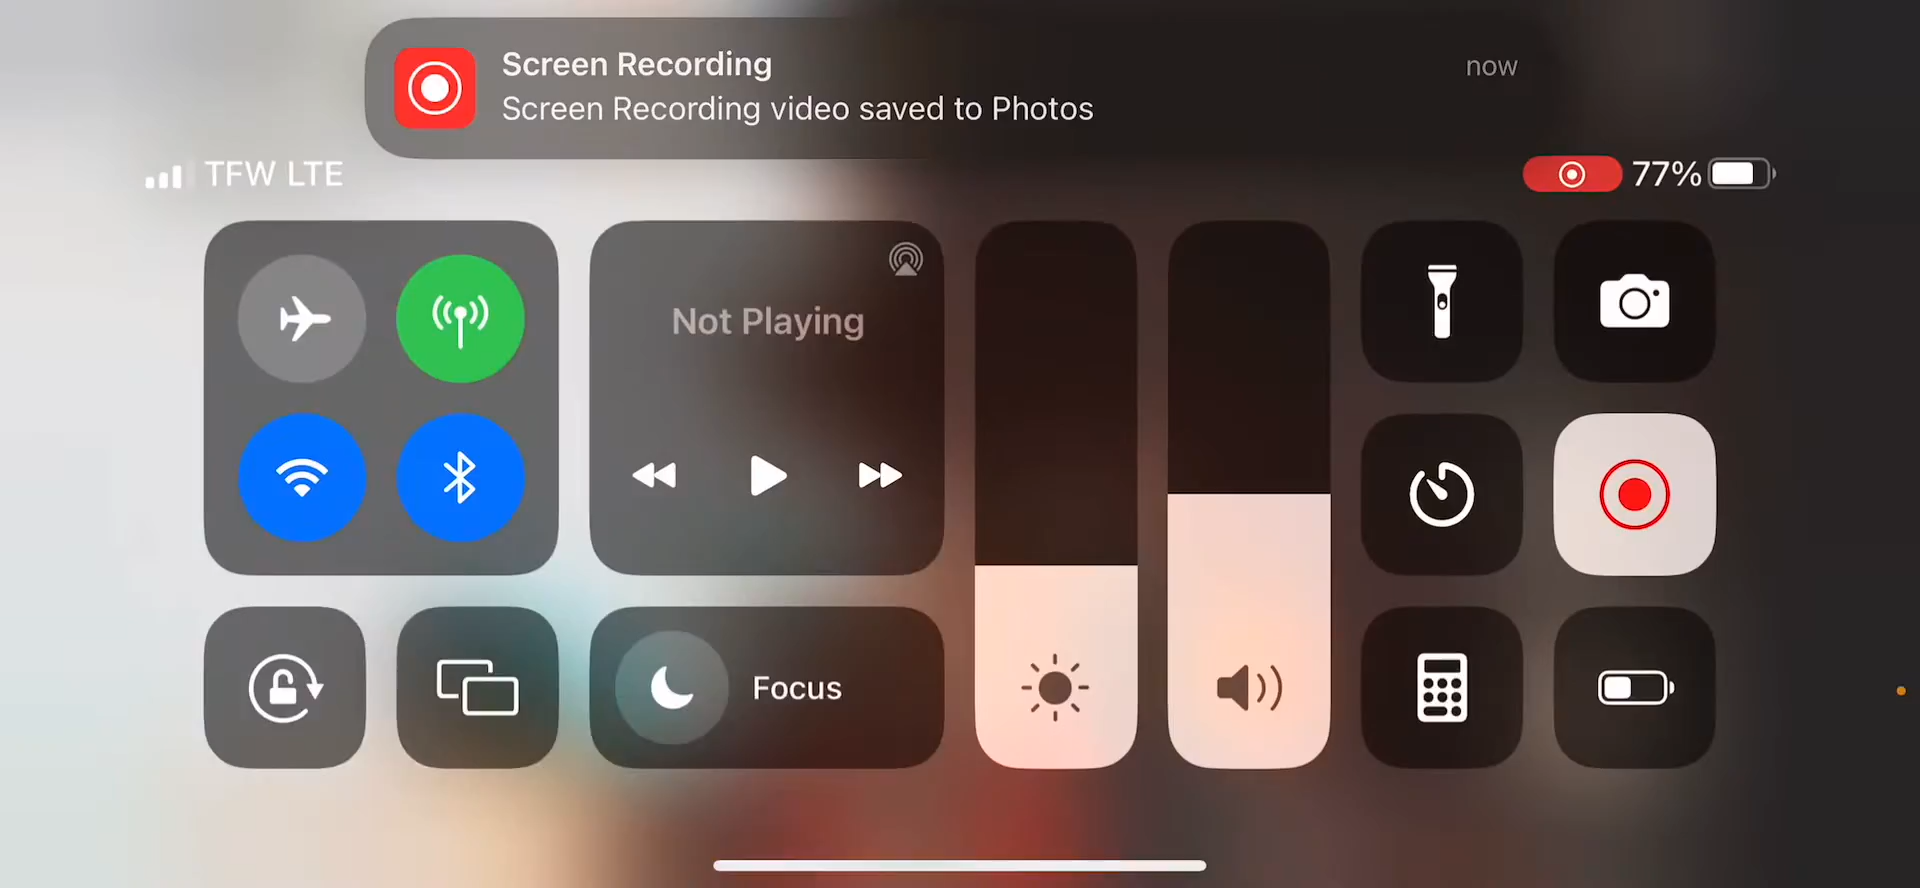 Screen Recording
now
Screen Recording video saved to Photos
TFW LTE
77%
Not Playing
Focus